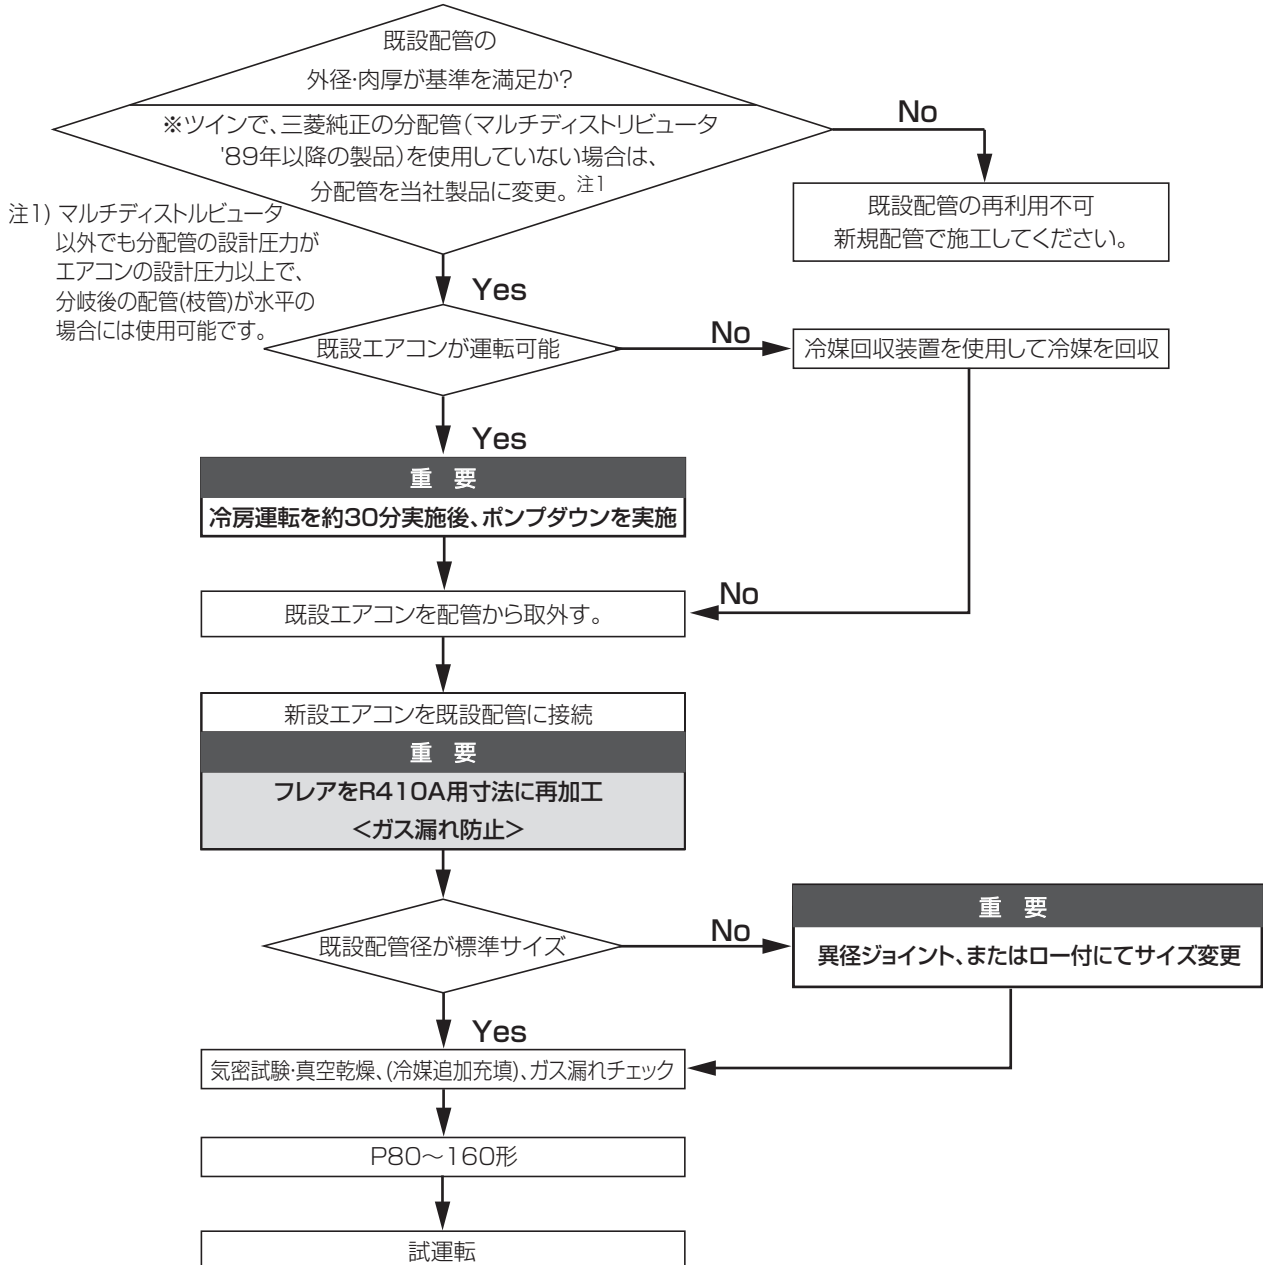 既設配管の
外径・肉厚が基準を満足か?
※ツインで、三菱純正の分配管(マルチディストリビュータ
'89年以降の製品)を使用していない場合は、
分配管を当社製品に変更。注1
No
既設配管の再利用不可
新規配管で施工してください。
注1) マルチディストルビュータ
以外でも分配管の設計圧力が
エアコンの設計圧力以上で、
分岐後の配管(枝管)が水平の
場合には使用可能です。
Yes
既設エアコンが運転可能
No
冷媒回収装置を使用して冷媒を回収
Yes
重 要
冷房運転を約30分実施後、ポンプダウンを実施
No
既設エアコンを配管から取外す。
新設エアコンを既設配管に接続
重 要
フレアをR410A用寸法に再加工
<ガス漏れ防止>
既設配管径が標準サイズ
No
重 要
異径ジョイント、またはロー付にてサイズ変更
Yes
気密試験・真空乾燥、(冷媒追加充填)、ガス漏れチェック
P80～160形
試運転